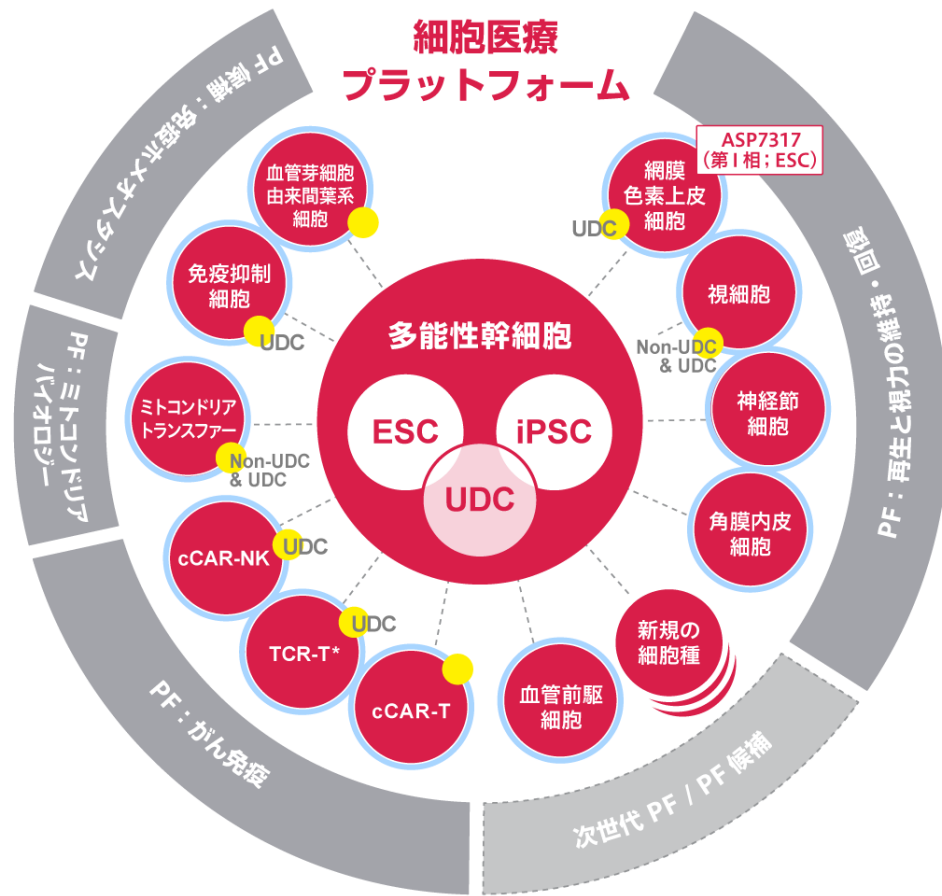 細胞医療
プラットフォーム
ASP7317
(第Ⅰ相；ESC)
網膜
色素上皮
細胞
UDC
視細胞
Non-UDC
& UDC
神経節
細胞
角膜内皮
細胞
新規の
細胞種
血管前駆
細胞
cCAR-T
TCR-T*
UDC
cCAR-NK
UDC
ミトコンドリア
トランスファー
Non-UDC
& UDC
免疫抑制
細胞
UDC
血管芽細胞
由来間葉系
細胞
多能性幹細胞
ESC
iPSC
UDC
PF：再生と視力の維持・回復
次世代 PF / PF 候補
PF：がん免疫
PF：ミトコンドリア
バイオロジー
PF 候補：免疫ホメオスタシス